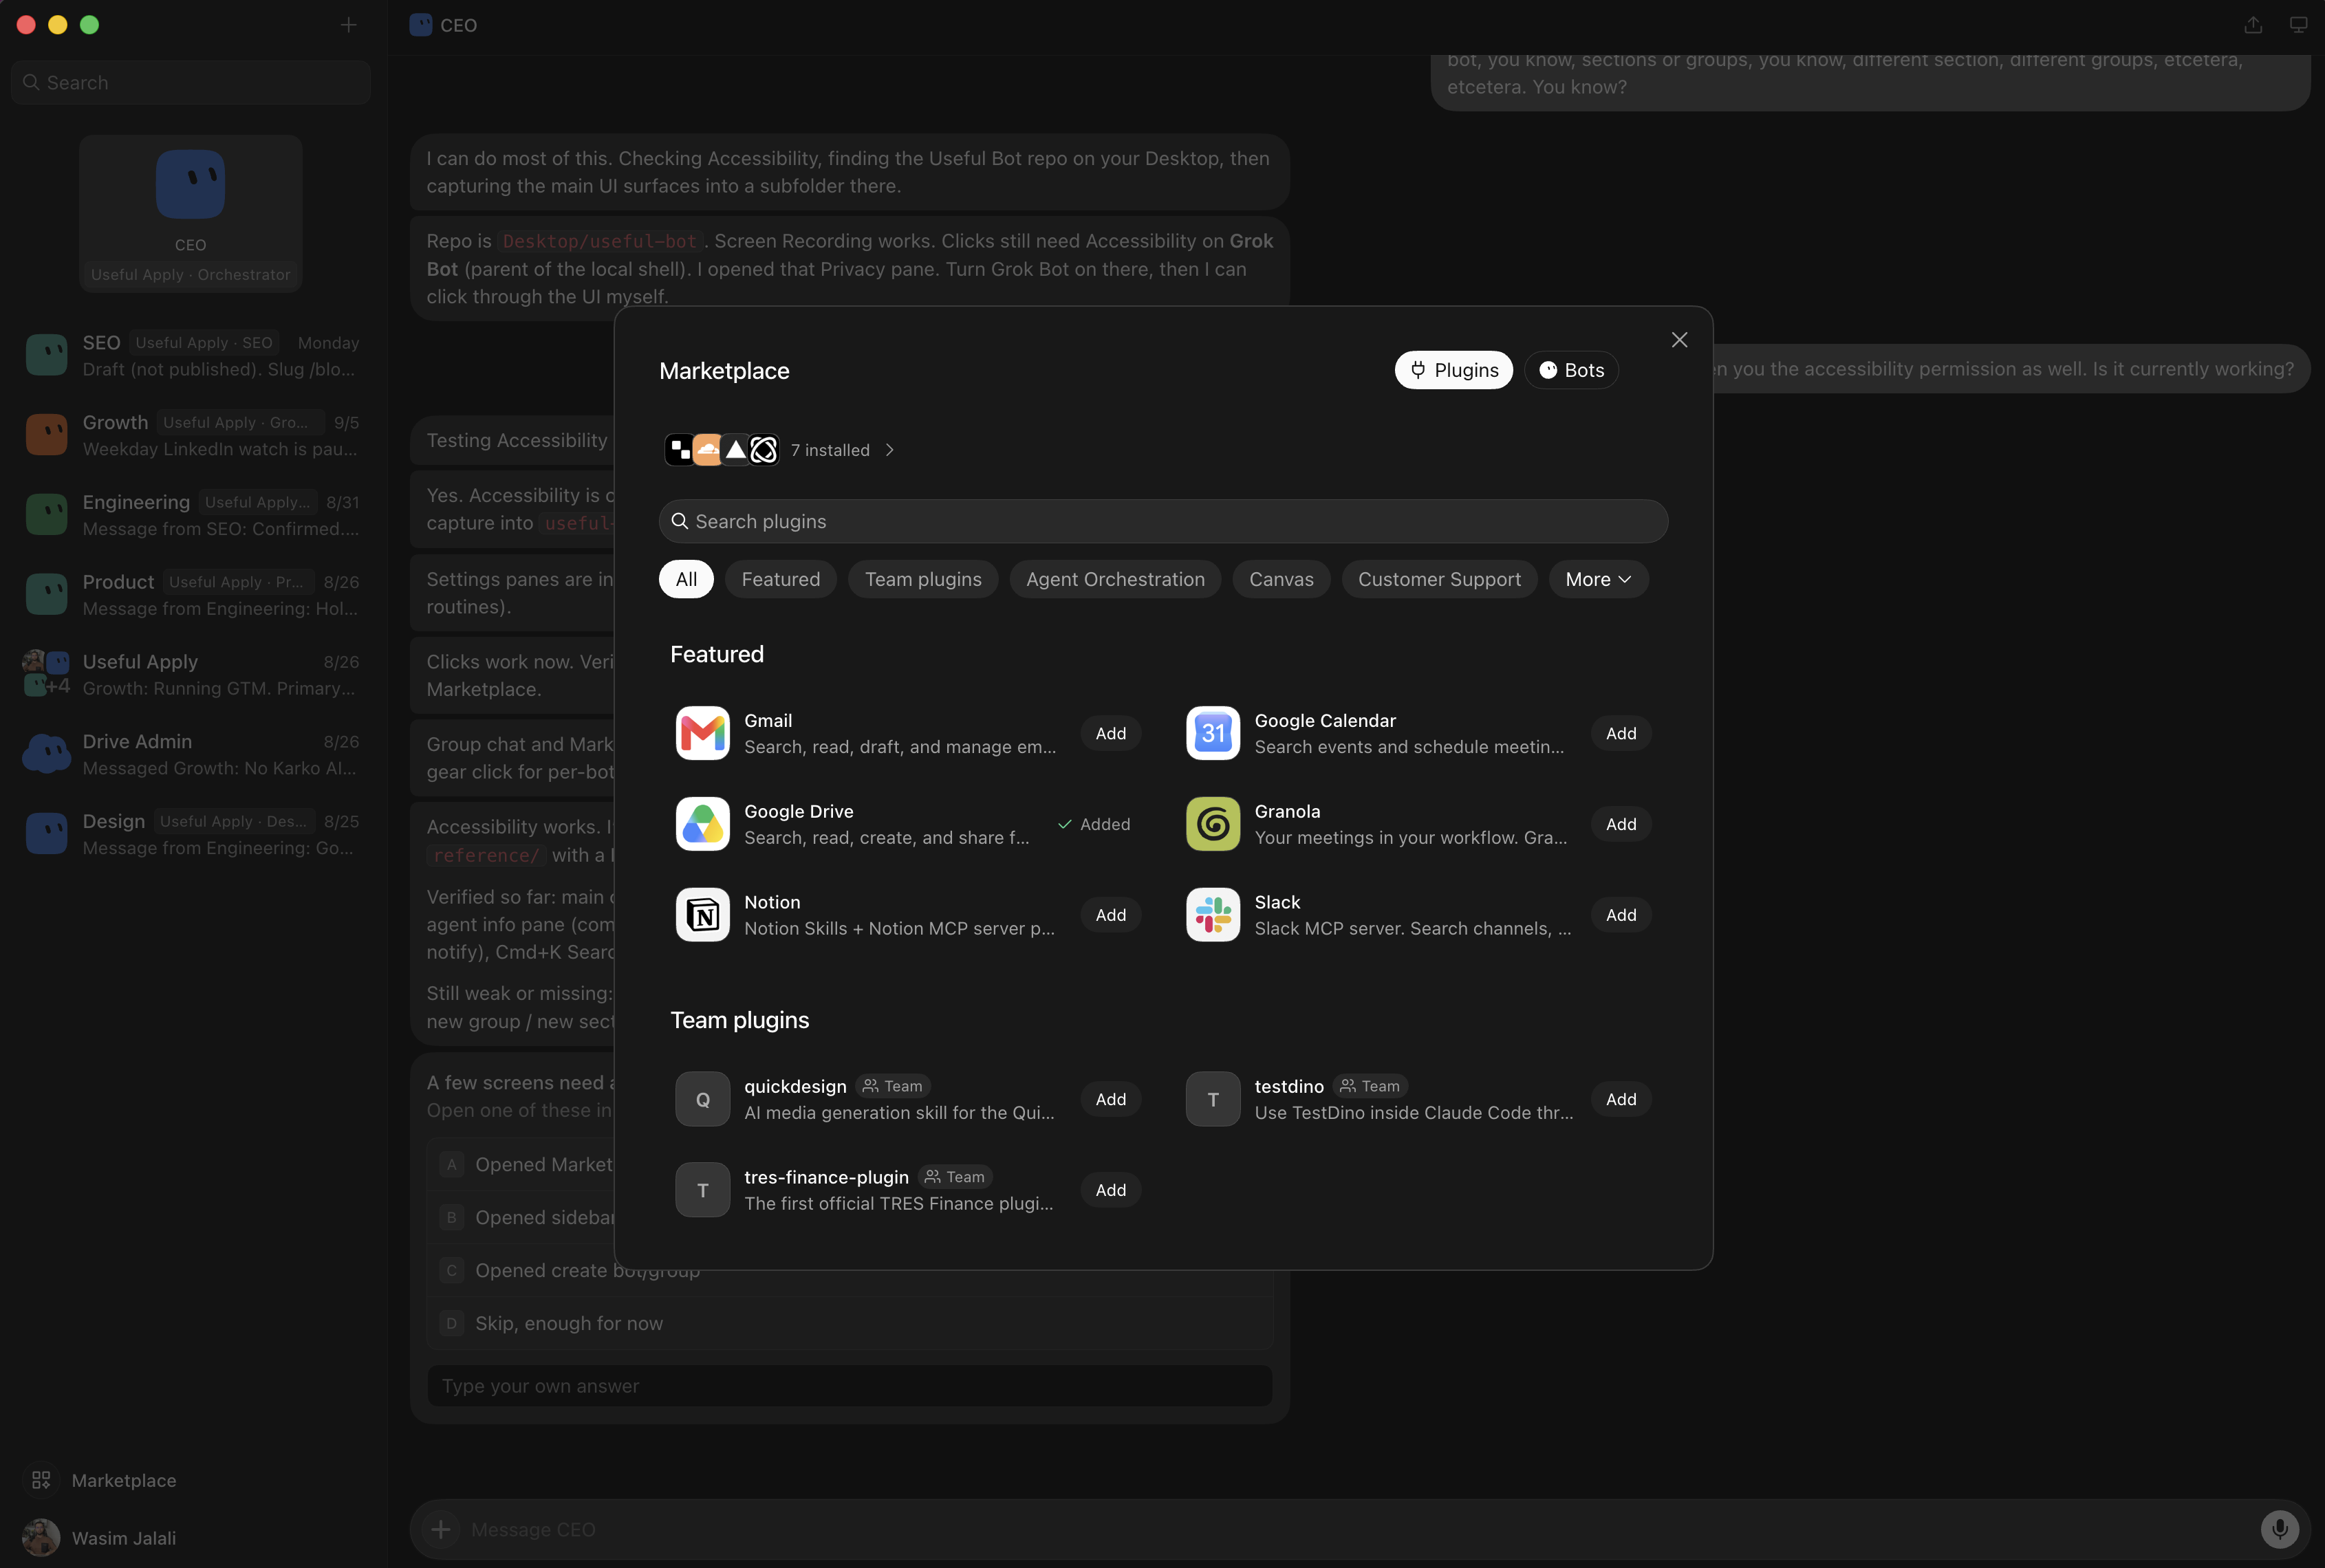 CEO
Search
CEO
Useful Apply · Orchestrator
SEO Useful Apply · SEO Monday
Draft (not published). Slug /blo...
Growth Useful Apply · Gro... 9/5
Weekday LinkedIn watch is pau...
Engineering Useful Apply... 8/31
Message from SEO: Confirmed....
Product Useful Apply · Pr... 8/26
Message from Engineering: Hol...
Useful Apply 8/26
+4
Growth: Running GTM. Primary...
Drive Admin 8/26
Messaged Growth: No Karko AI...
Design Useful Apply · Des... 8/25
Message from Engineering: Go...
Marketplace
Wasim Jalali
bot, you know, sections or groups, you know, different section, different groups, etcetera,
etcetera. You know?
I can do most of this. Checking Accessibility, finding the Useful Bot repo on your Desktop, then
capturing the main UI surfaces into a subfolder there.
Repo is Desktop/useful-bot. Screen Recording works. Clicks still need Accessibility on Grok
Bot (parent of the local shell). I opened that Privacy pane. Turn Grok Bot on there, then I can
click through the UI myself.
you the accessibility permission as well. Is it currently working?
Testing Accessibility
Yes. Accessibility is
capture into useful-
Settings panes are in
routines).
Clicks work now. Veri
Marketplace.
Group chat and Mark
gear click for per-bot
Accessibility works. I
reference/ with a
Verified so far: main
agent info pane (com
notify), Cmd+K Searc
Still weak or missing:
new group / new sect
A few screens need
Open one of these in
A Opened Market
B Opened sidebar
C Opened create bot/group
D Skip, enough for now
Type your own answer
Message CEO
Marketplace
Plugins
Bots
7 installed
Search plugins
All Featured Team plugins Agent Orchestration Canvas Customer Support More
Featured
Gmail
Search, read, draft, and manage em...
Add
Google Calendar
31
Search events and schedule meetin...
Add
Google Drive
Search, read, create, and share f...
Added
Granola
Your meetings in your workflow. Gra...
Add
Notion
N
Notion Skills + Notion MCP server p...
Add
Slack
Slack MCP server. Search channels, ...
Add
Team plugins
Q
quickdesign Team
AI media generation skill for the Qui...
Add
T
testdino Team
Use TestDino inside Claude Code thr...
Add
T
tres-finance-plugin Team
The first official TRES Finance plugi...
Add